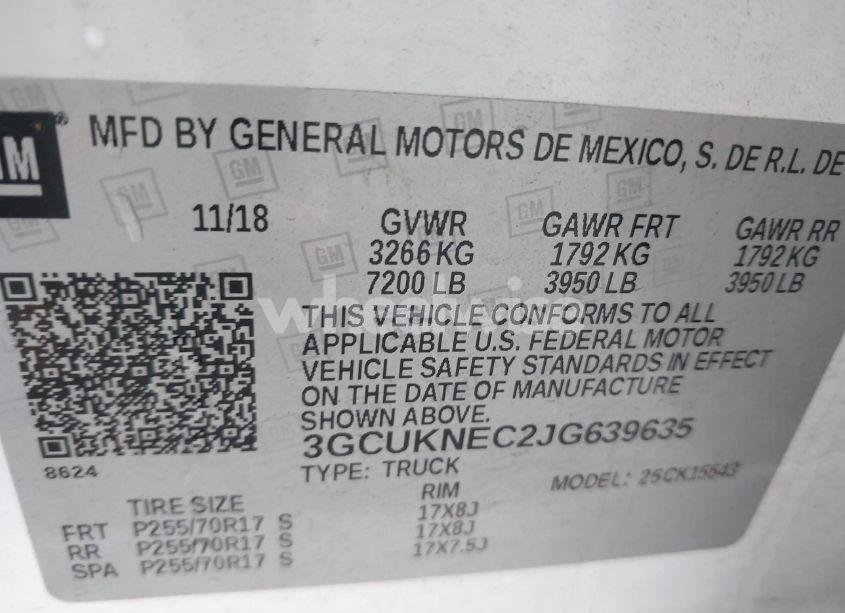 GM ® MFD BY GENERAL MOTORS DE MEXICO, S. DE R.L. DE
11/18 GVWR GAWR FRT GAWR RR
3266 KG 1792 KG 1792 KG
7200 LB 3950 LB 3950 LB
THIS VEHICLE CONFORMS TO ALL
APPLICABLE U.S. FEDERAL MOTOR
VEHICLE SAFETY STANDARDS IN EFFECT
ON THE DATE OF MANUFACTURE
SHOWN ABOVE.
3GCUKNEC2JG639635
8624 TYPE: TRUCK MODEL: 25CK15543
TIRE SIZE RIM
FRT P255/70R17 S 17X8J
RR P255/70R17 S 17X8J
SPA P255/70R17 S 17X7.5J